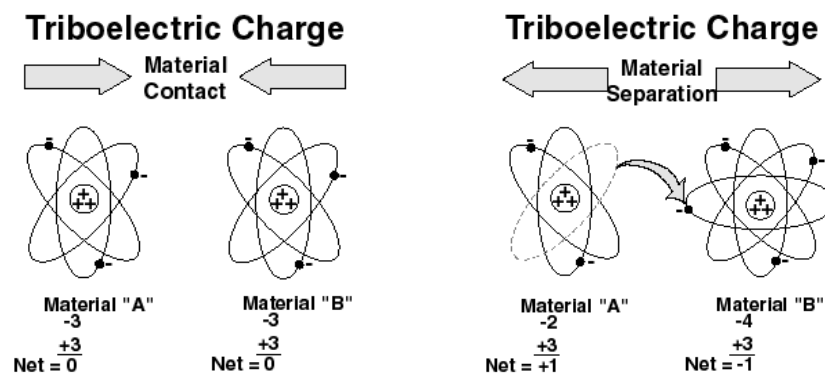 Triboelectric Charge
Material
Contact
+
++
+
++
Material "A"
-3
+3
Net = 0
Material "B"
-3
+3
Net = 0
Triboelectric Charge
Material
Separation
+
++
+
++
Material "A"
-2
+3
Net = +1
Material "B"
-4
+3
Net = -1